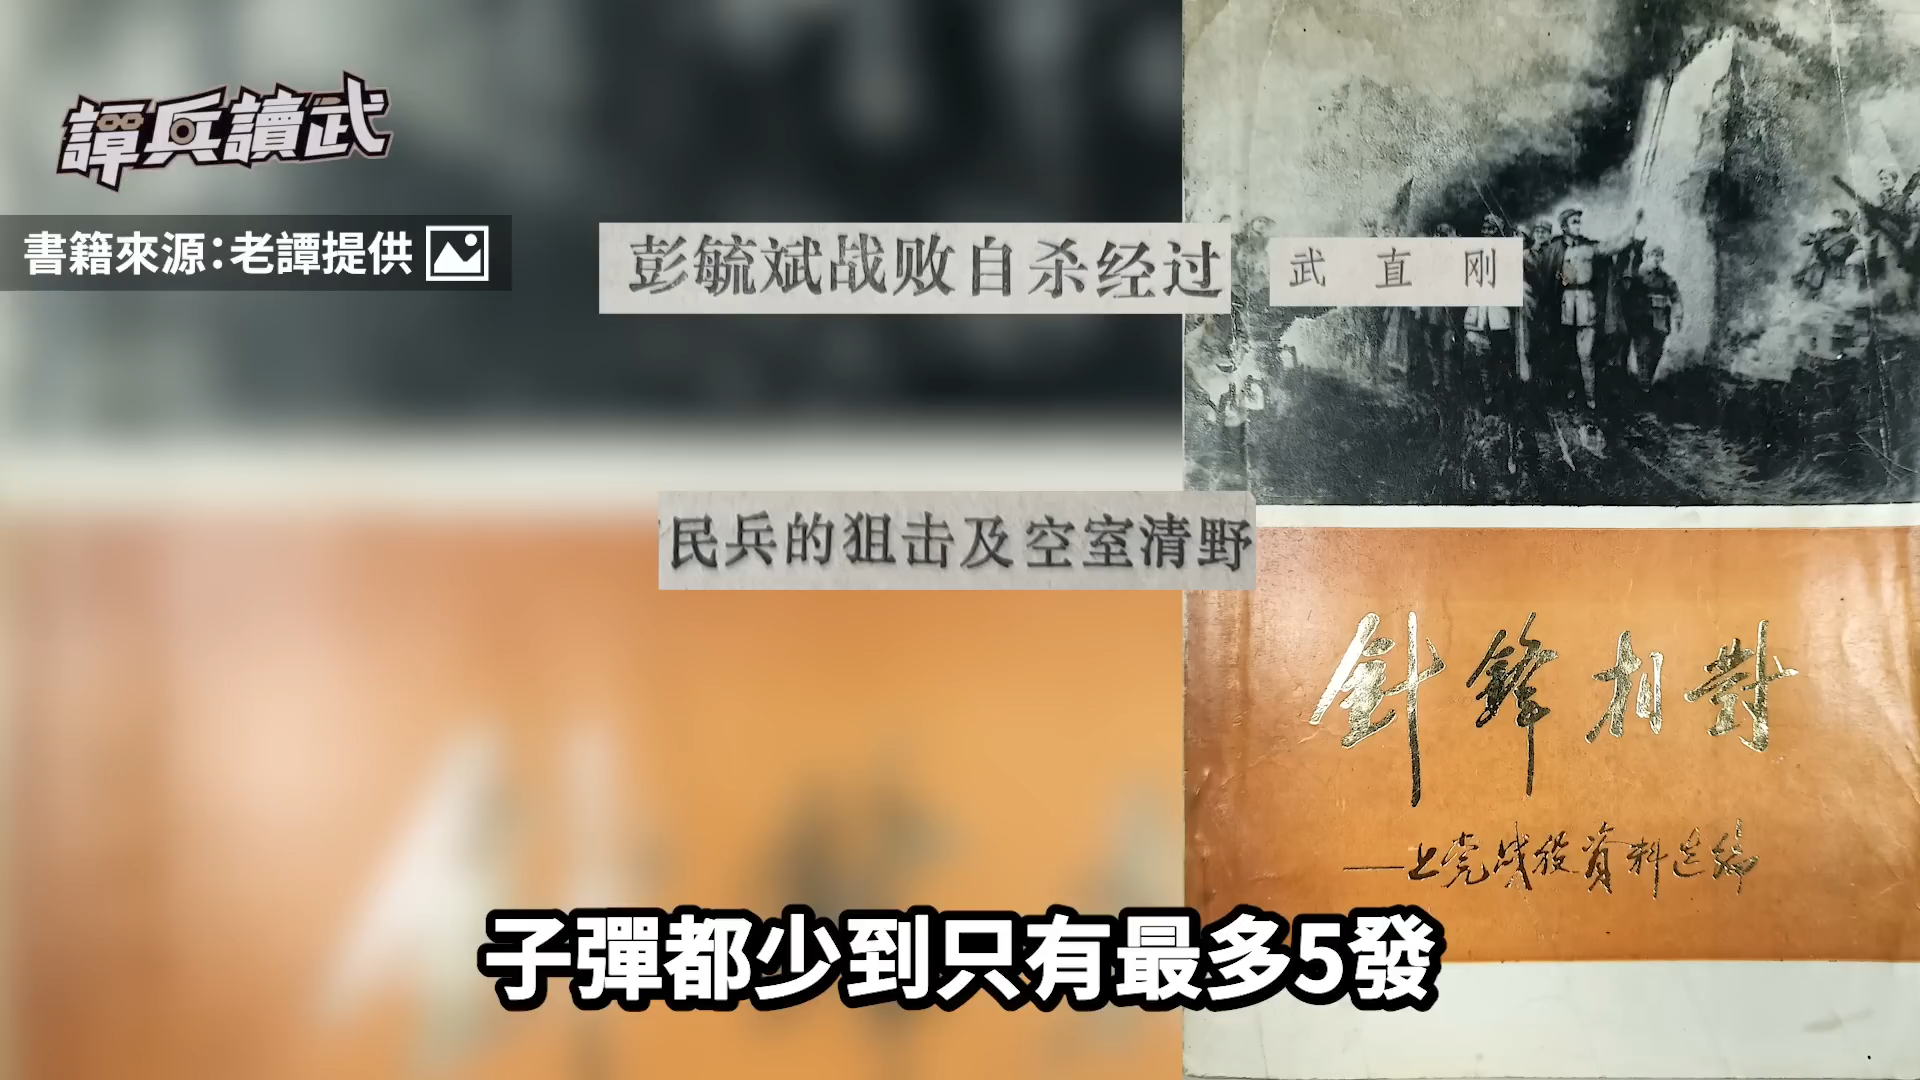 譚兵讀武
書籍來源：老譚提供
彭毓斌战败自杀经过
武直刚
民兵的狙击及空室清野
針鋒相對
——上党战役资料选编
子彈都少到只有最多5發